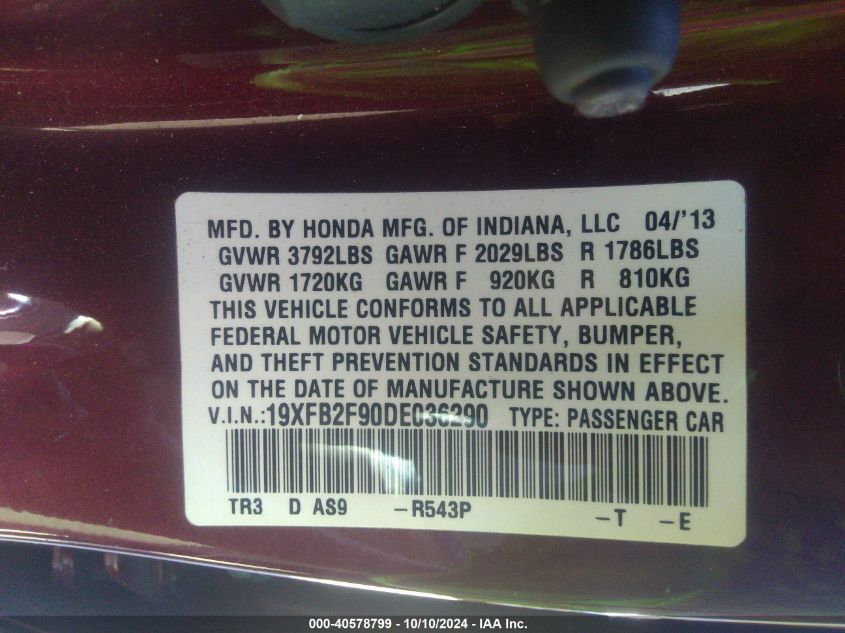 MFD. BY HONDA MFG. OF INDIANA, LLC 04/'13
GVWR 3792LBS GAWR F 2029LBS R 1786LBS
GVWR 1720KG GAWR F 920KG R 810KG
THIS VEHICLE CONFORMS TO ALL APPLICABLE
FEDERAL MOTOR VEHICLE SAFETY, BUMPER,
AND THEFT PREVENTION STANDARDS IN EFFECT
ON THE DATE OF MANUFACTURE SHOWN ABOVE.
V.I.N.:19XFB2F90DE036290 TYPE: PASSENGER CAR
TR3 D AS9 –R543P –T –E
000-40578799 - 10/10/2024 - IAA Inc.